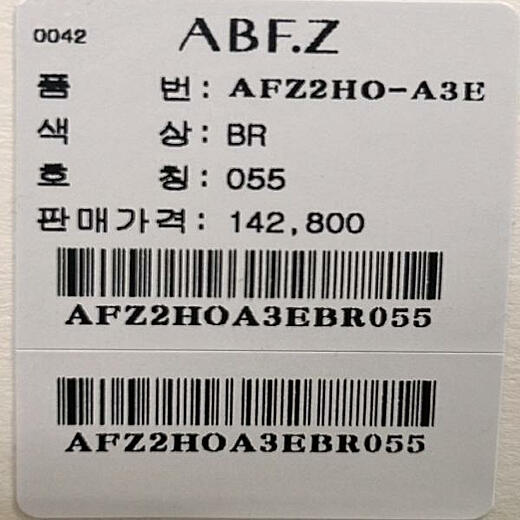 0042 ABF.Z
품 번: AFZ2HO-A3E
색 상: BR
호 칭: 055
판매가격: 142,800
AFZ2HOA3EBR055
AFZ2HOA3EBR055